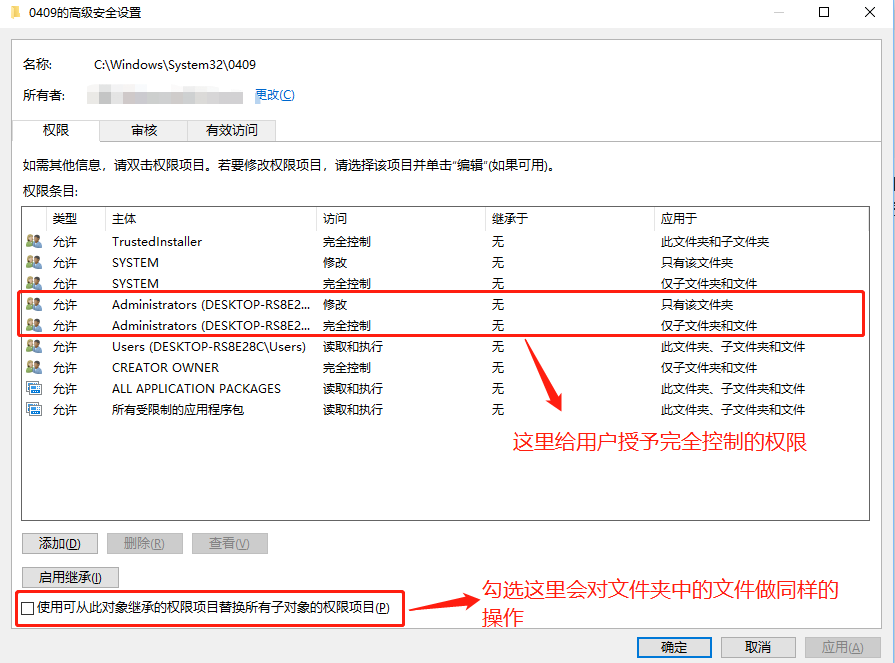 0409的高级安全设置
名称: C:\Windows\System32\0409
所有者: 更改(C)
权限 审核 有效访问
如需其他信息，请双击权限项目。若要修改权限项目，请选择该项目并单击“编辑”(如果可用)。
权限条目:
类型 主体 访问 继承于 应用于
允许 TrustedInstaller 完全控制 无 此文件夹和子文件夹
允许 SYSTEM 修改 无 只有该文件夹
允许 SYSTEM 完全控制 无 仅子文件夹和文件
允许 Administrators (DESKTOP-RS8E2... 修改 无 只有该文件夹
允许 Administrators (DESKTOP-RS8E2... 完全控制 无 仅子文件夹和文件
允许 Users (DESKTOP-RS8E28C\Users) 读取和执行 无 此文件夹、子文件夹和文件
允许 CREATOR OWNER 完全控制 无 仅子文件夹和文件
允许 ALL APPLICATION PACKAGES 读取和执行 无 此文件夹、子文件夹和文件
允许 所有受限制的应用程序包 读取和执行 无 此文件夹、子文件夹和文件
这里给用户授予完全控制的权限
添加(D) 删除(R) 查看(V)
启用继承(I)
使用可从此对象继承的权限项目替换所有子对象的权限项目(P)
勾选这里会对文件夹中的文件做同样的
操作
确定 取消 应用(A)